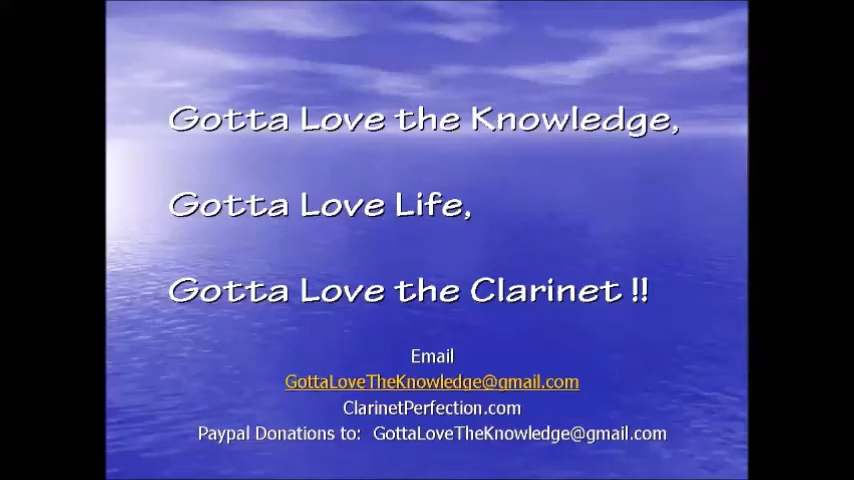 Gotta Love the Knowledge,
Gotta Love Life,
Gotta Love the Clarinet !!
Email
GottaLoveTheKnowledge@gmail.com
ClarinetPerfection.com
Paypal Donations to: GottaLoveTheKnowledge@gmail.com